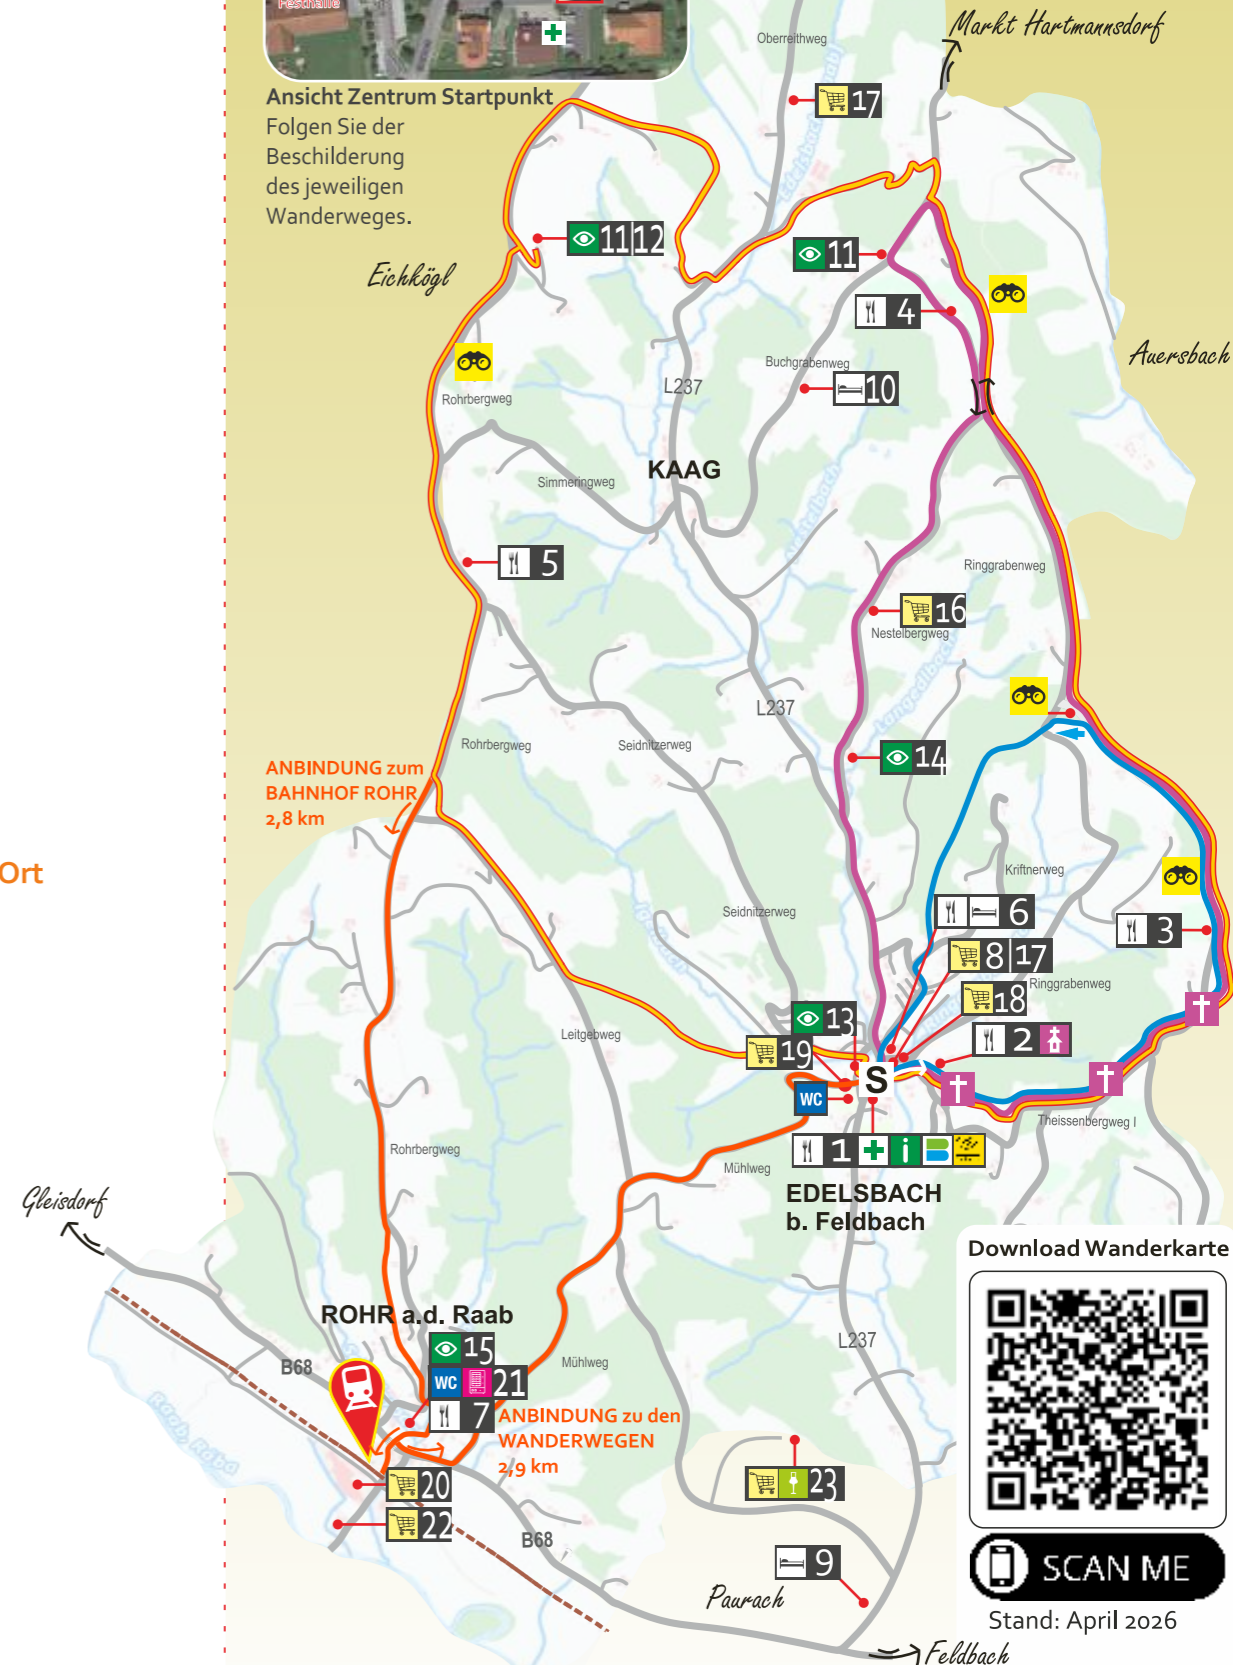 Festhalle
Ansicht Zentrum Startpunkt
Folgen Sie der
Beschilderung
des jeweiligen
Wanderweges.
Markt Hartmannsdorf
Oberreithweg
17
11|12
11
Eichkögl
4
Auersbach
Buchgrabenweg
L237
10
Rohrbergweg
KAAG
Simmeringweg
5
Ringgrabenweg
16
Nestelbergweg
L237
Rohrbergweg
Seidnitzerweg
14
ANBINDUNG zum
BAHNHOF ROHR
2,8 km
Ort
Kriftnerweg
Seidnitzerweg
6
3
8|17
Ringgrabenweg
18
13
Leitgebweg
19
2
S
WC
Theissenbergweg I
Rohrbergweg
1
i
Mühlweg
EDELSBACH
b. Feldbach
Gleisdorf
Download Wanderkarte
ROHR a.d. Raab
15
L237
B68
WC
21
Mühlweg
7
ANBINDUNG zu den
WANDERWEGEN
2,9 km
20
23
22
B68
9
SCAN ME
Paurach
Stand: April 2026
Feldbach